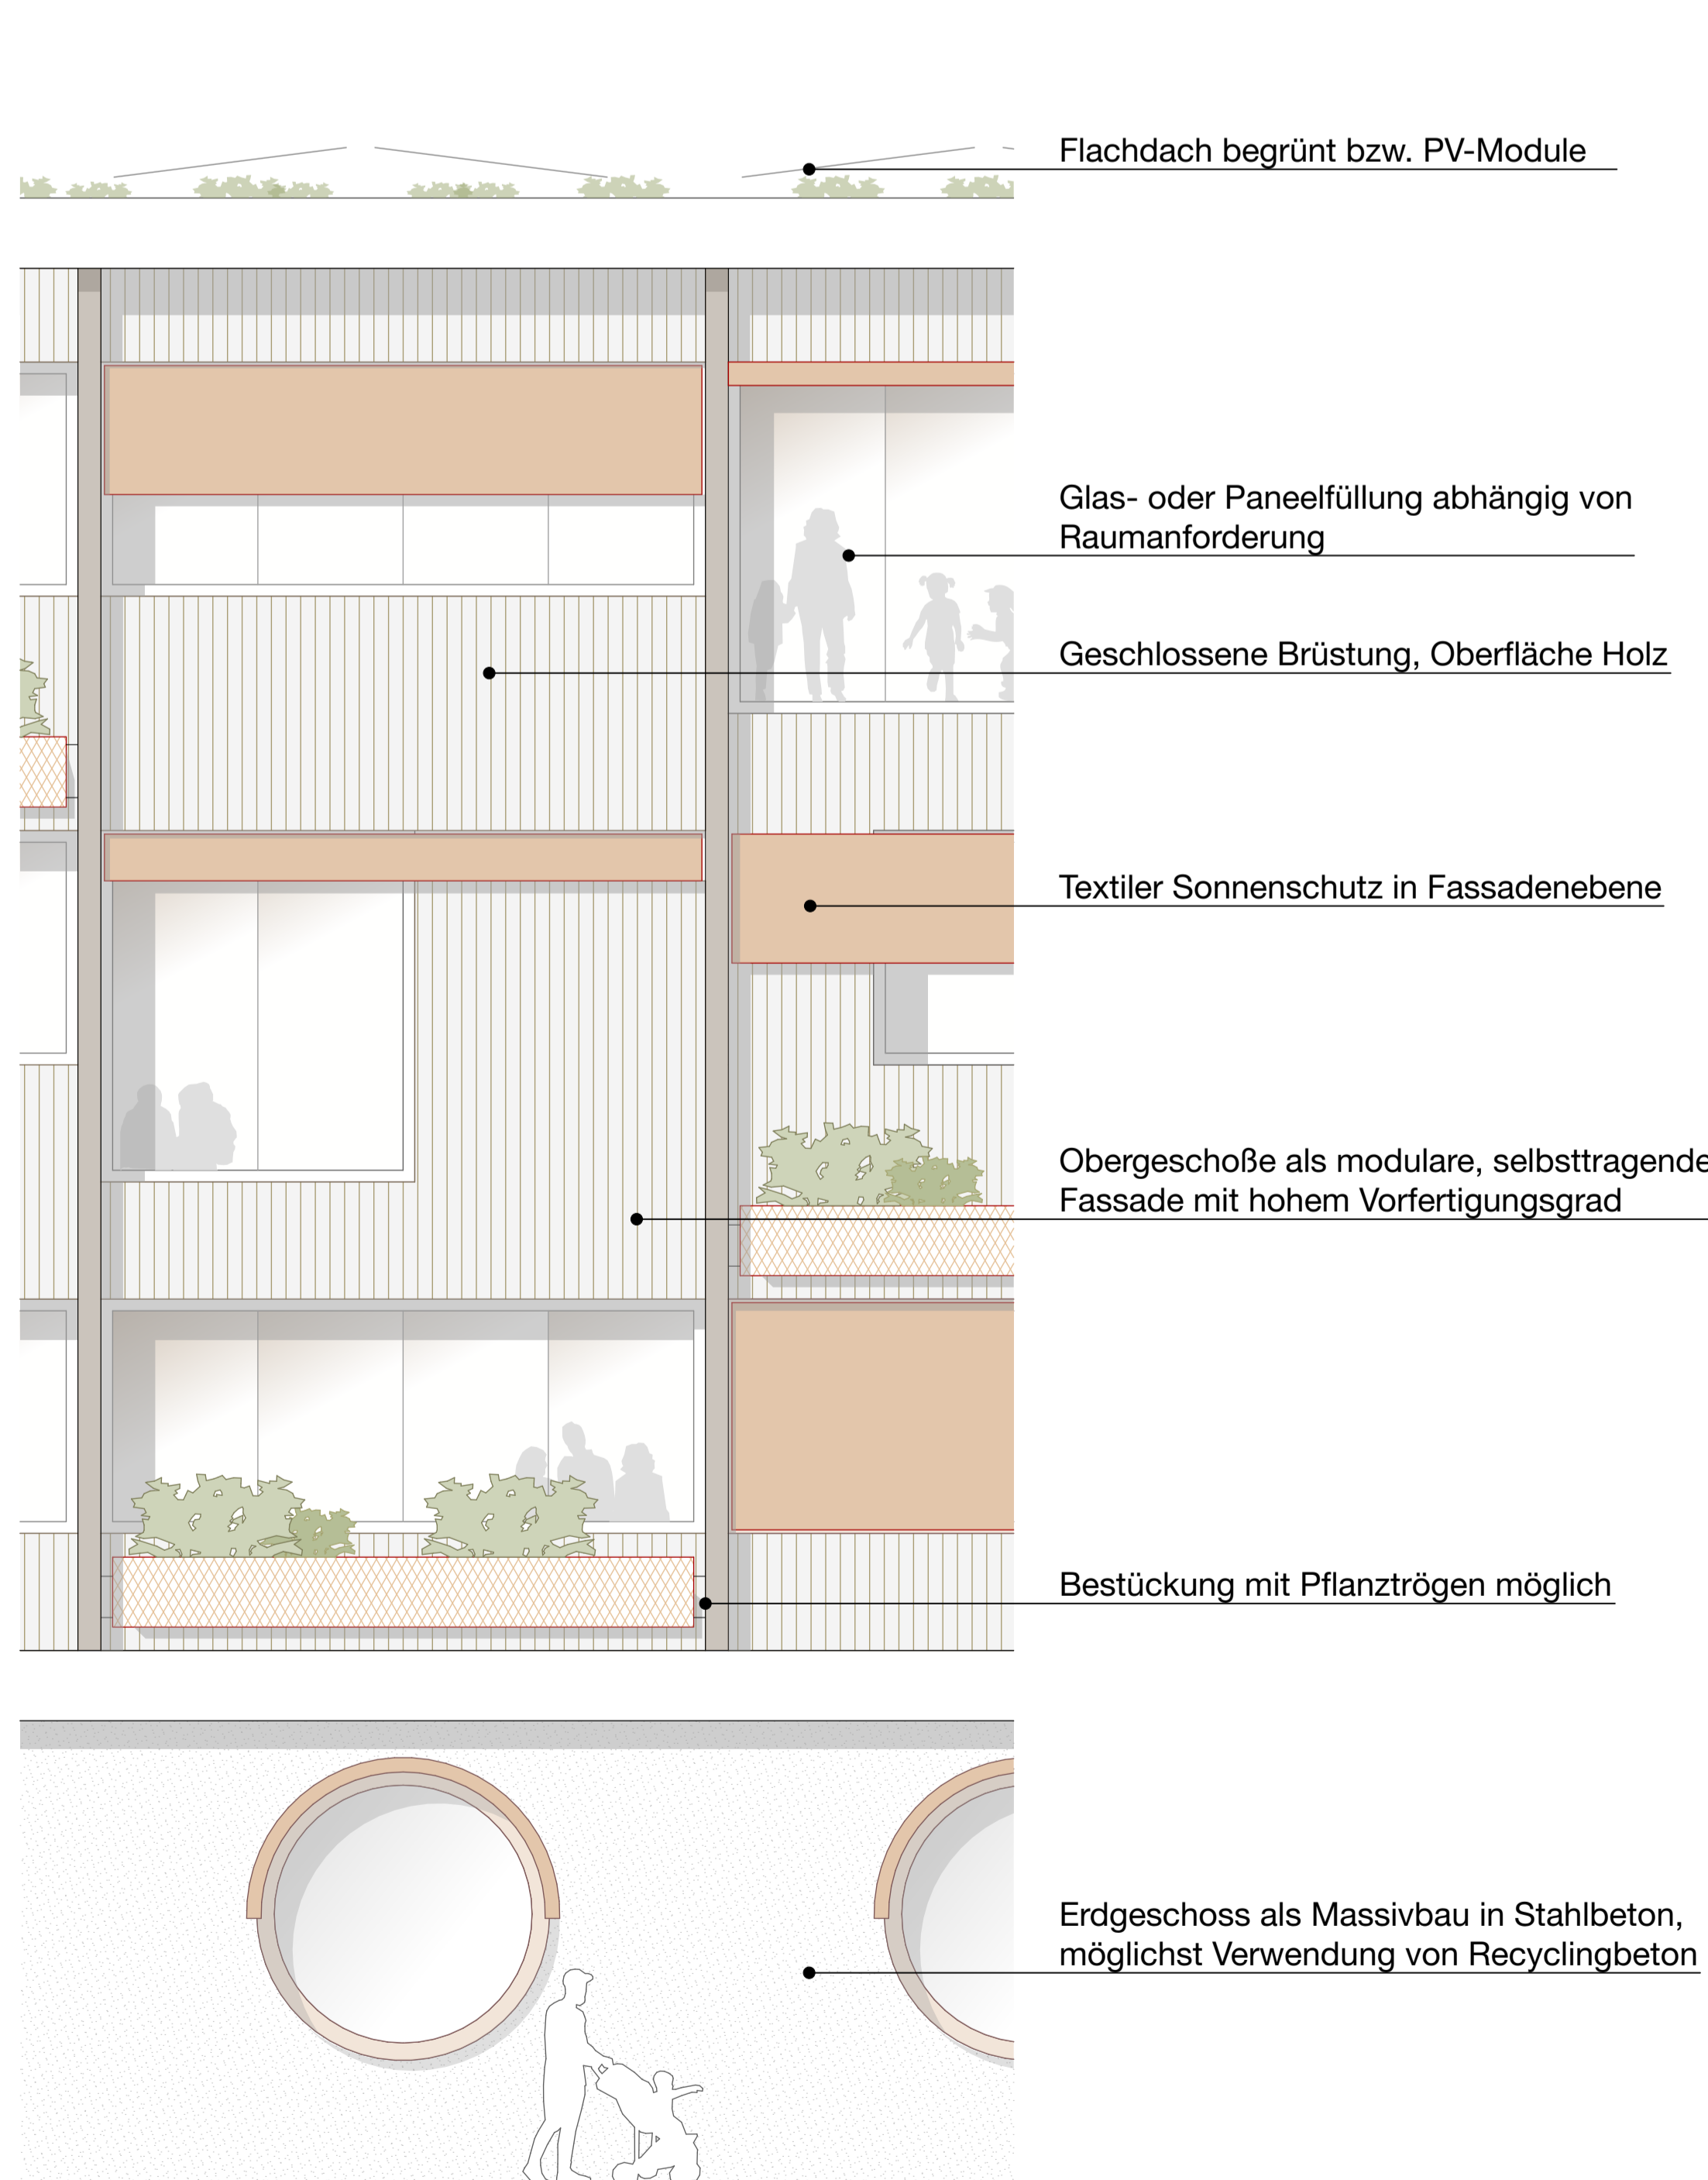 Flachdach begrünt bzw. PV-Module
Glas- oder Paneelfüllung abhängig von
Raumanforderung
Geschlossene Brüstung, Oberfläche Holz
Textiler Sonnenschutz in Fassadenebene
Obergeschoße als modulare, selbsttragende
Fassade mit hohem Vorfertigungsgrad
Bestückung mit Pflanztrögen möglich
Erdgeschoss als Massivbau in Stahlbeton,
möglichst Verwendung von Recyclingbeton